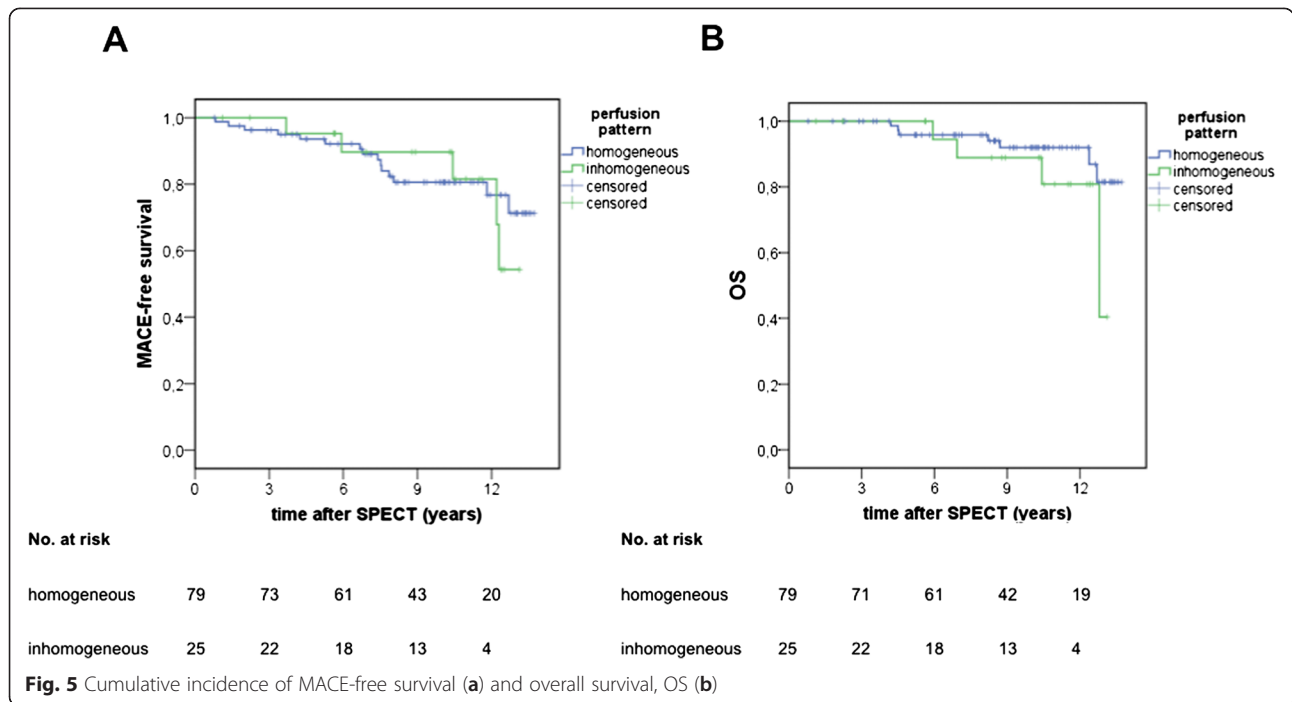 A
1,0
0,8
0,6
0,4
0,2
0,0
MACE-free survival
0 3 6 9 12
time after SPECT (years)
perfusion
pattern
homogeneous
inhomogeneous
censored
censored
No. at risk
homogeneous 79 73 61 43 20
inhomogeneous 25 22 18 13 4
B
1,0
0,8
0,6
0,4
0,2
0,0
OS
0 3 6 9 12
time after SPECT (years)
perfusion
pattern
homogeneous
inhomogeneous
censored
censored
No. at risk
homogeneous 79 71 61 42 19
inhomogeneous 25 22 18 13 4
Fig. 5 Cumulative incidence of MACE-free survival (a) and overall survival, OS (b)